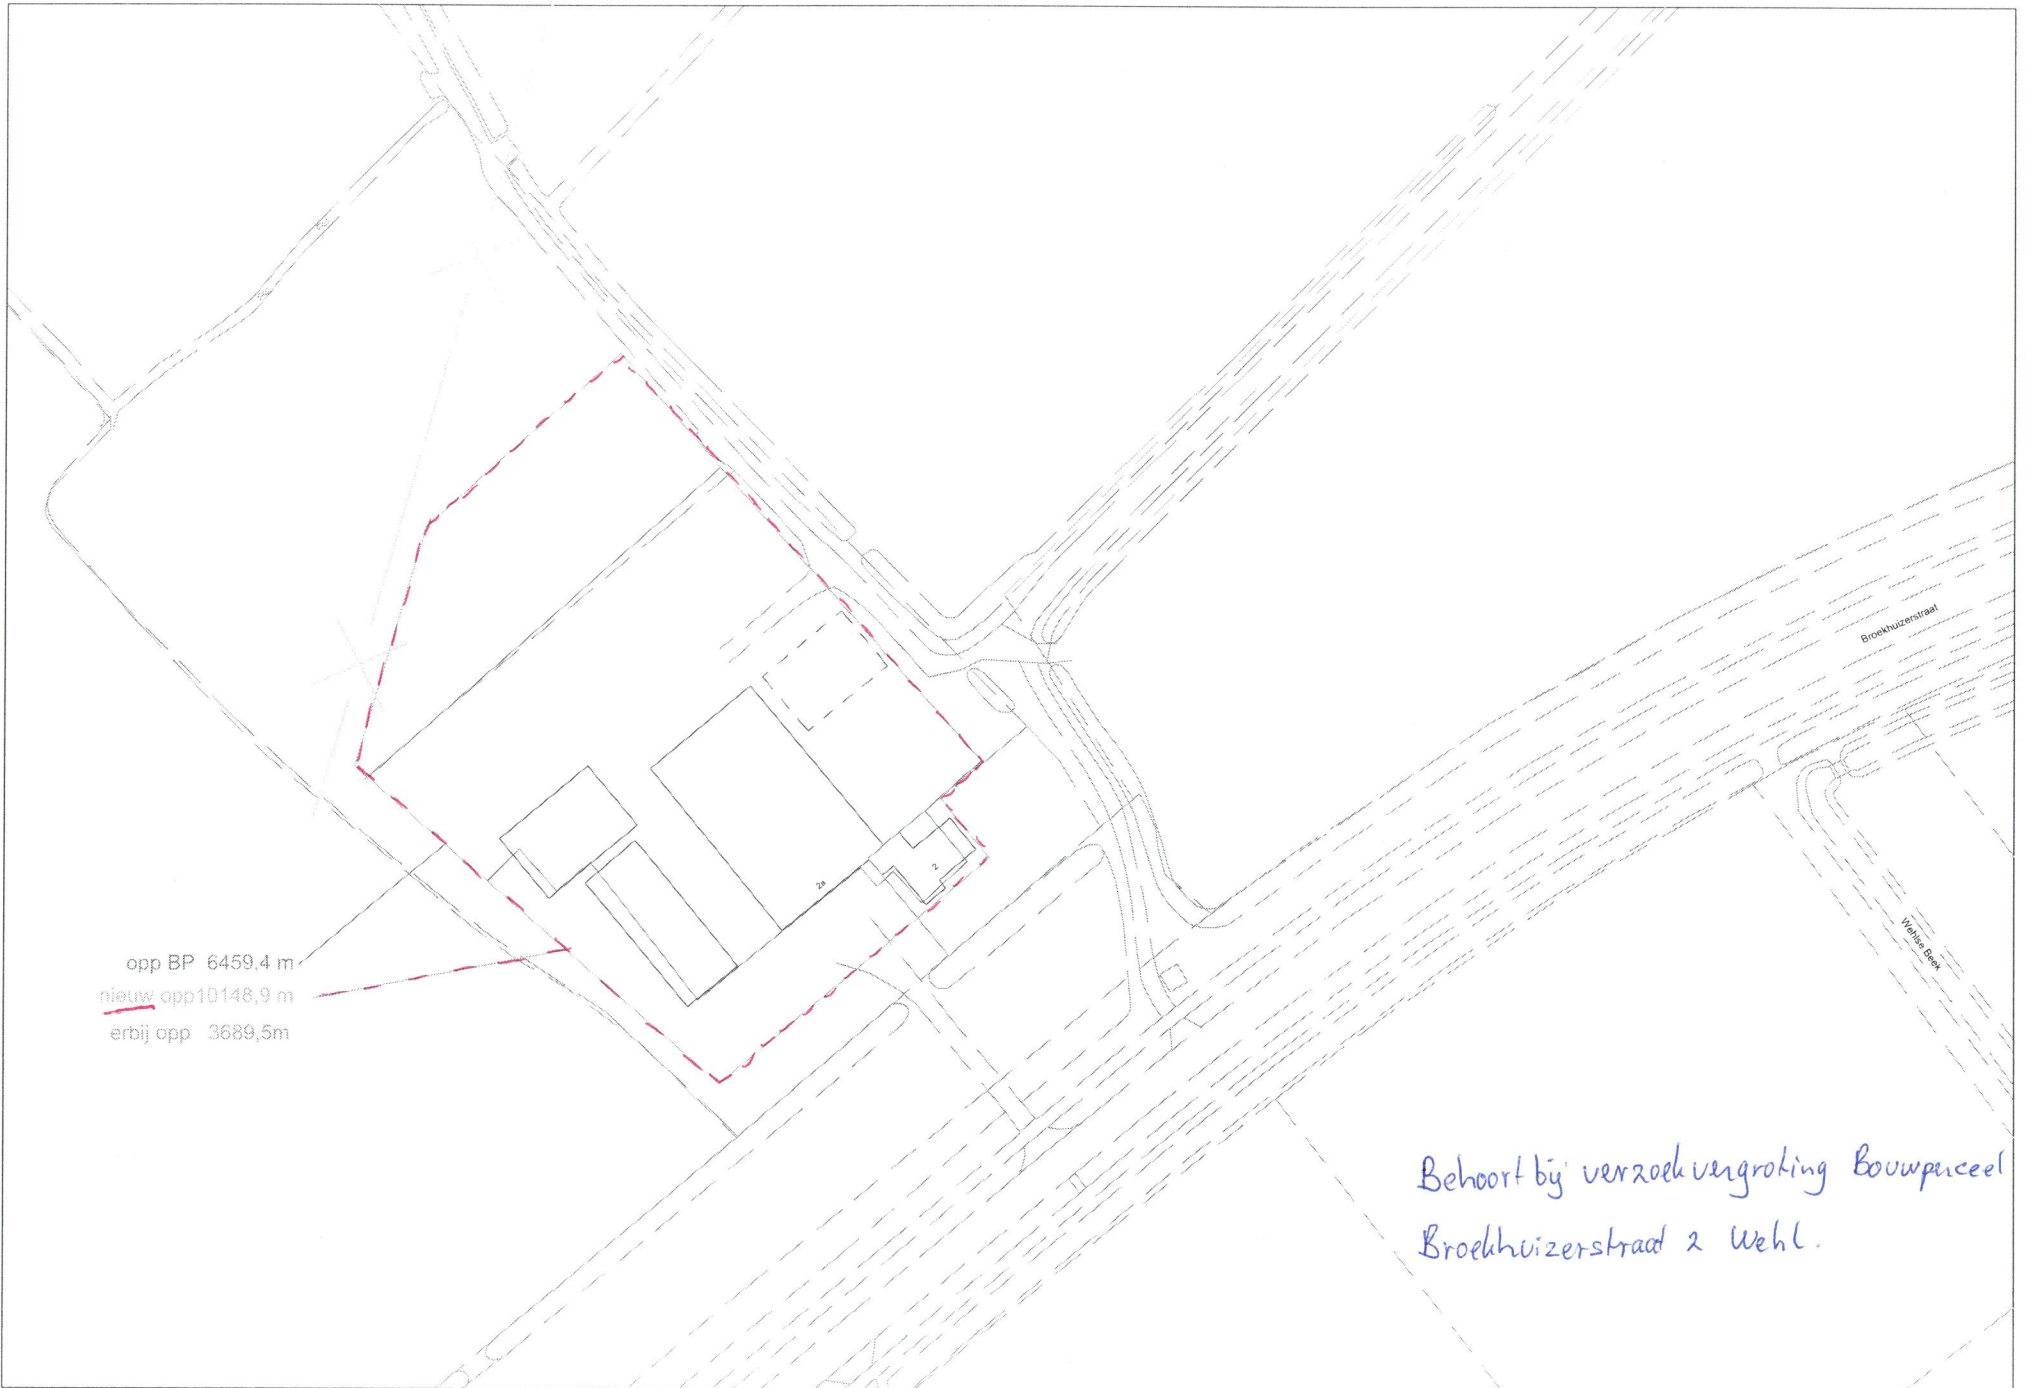 Broekhuizerstraat
Wehlse Beek
2a
2
opp BP 6459,4 m
nieuw opp10148,9 m
erbij opp 3689,5m
Behoort bij verzoek vergroting Bouwperceel
Broekhuizerstraat 2 Wehl.